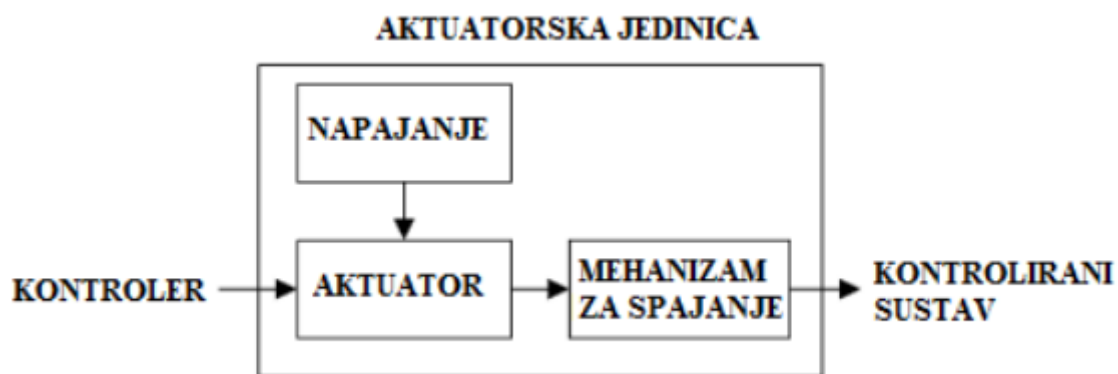 AKTUATORSKA JEDINICA
NAPAJANJE
KONTROLER
AKTUATOR
MEHANIZAM
ZA SPAJANJE
KONTROLIRANI
SUSTAV